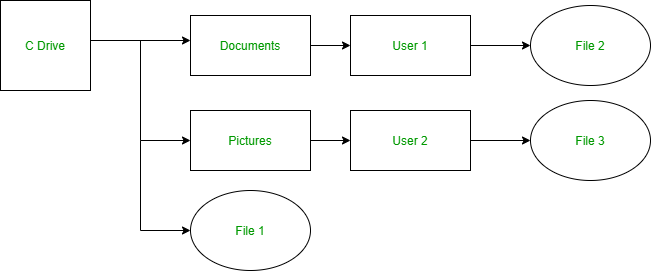 C Drive
Documents
User 1
File 2
Pictures
User 2
File 3
File 1